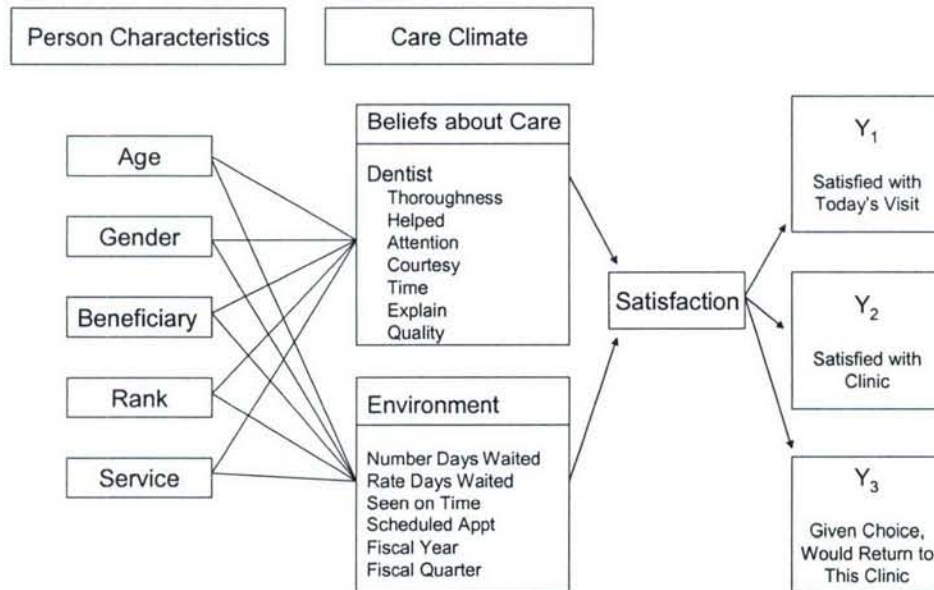 Person Characteristics
Care Climate
Age
Gender
Beneficiary
Rank
Service
Beliefs about Care
Dentist
Thoroughness
Helped
Attention
Courtesy
Time
Explain
Quality
Environment
Number Days Waited
Rate Days Waited
Seen on Time
Scheduled Appt
Fiscal Year
Fiscal Quarter
Satisfaction
Y₁
Satisfied with
Today's Visit
Y₂
Satisfied with
Clinic
Y₃
Given Choice,
Would Return to
This Clinic